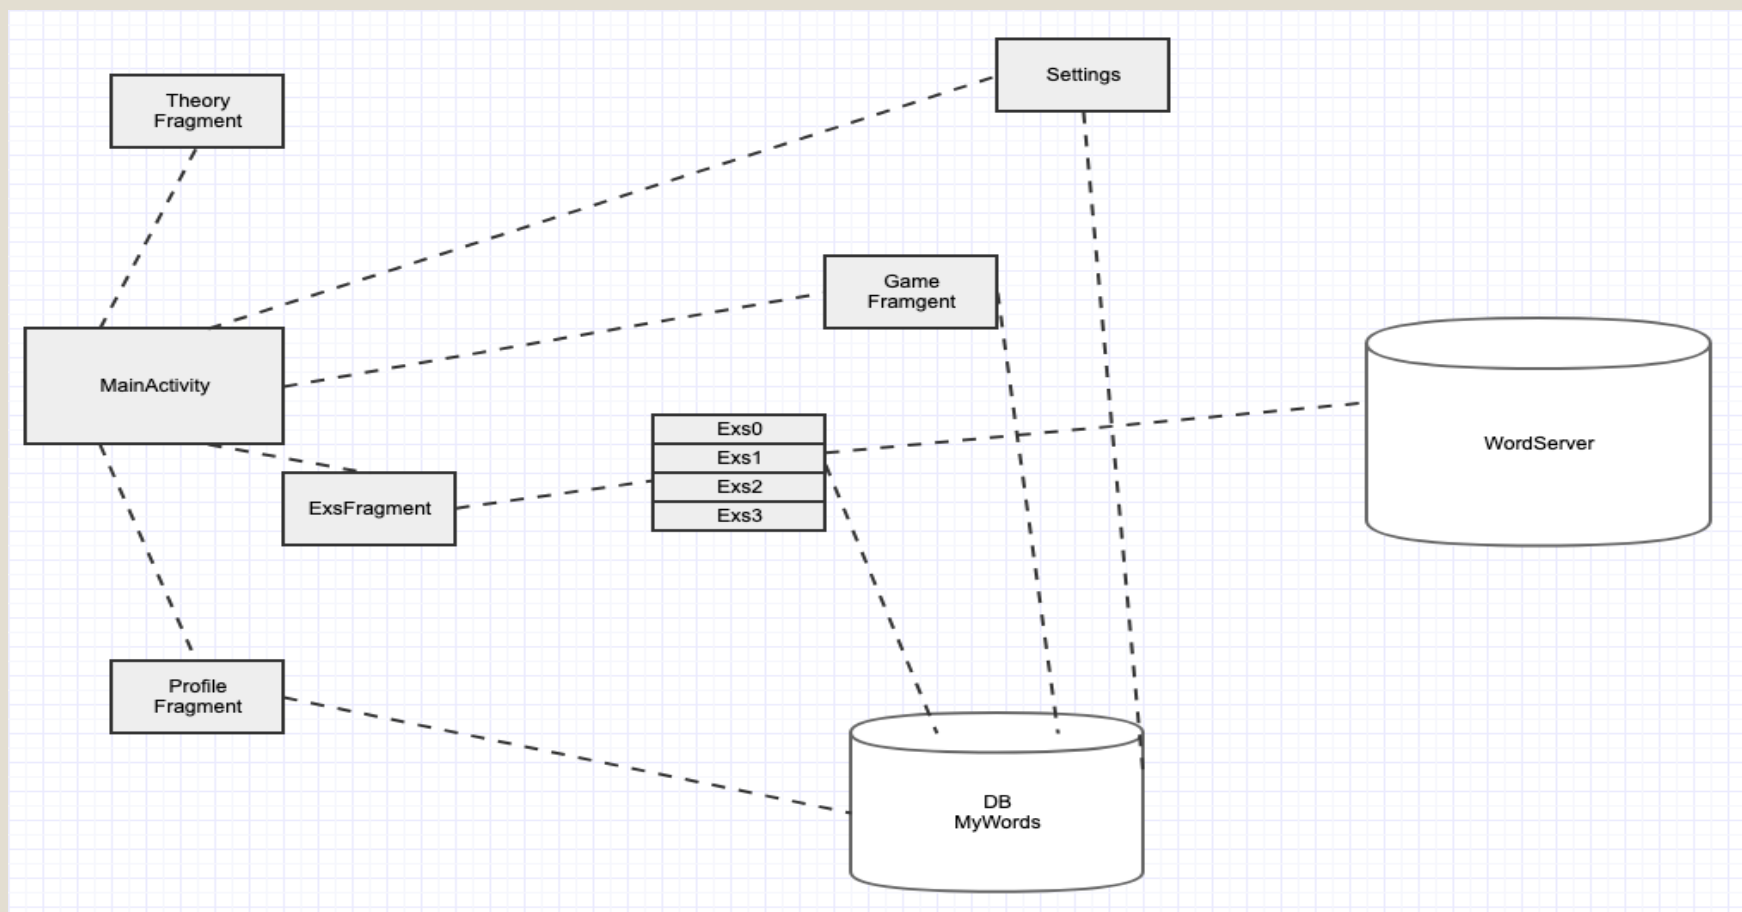 Settings
Theory
Fragment
Game
Framgent
MainActivity
Exs0
Exs1
Exs2
Exs3
WordServer
ExsFragment
Profile
Fragment
DB
MyWords